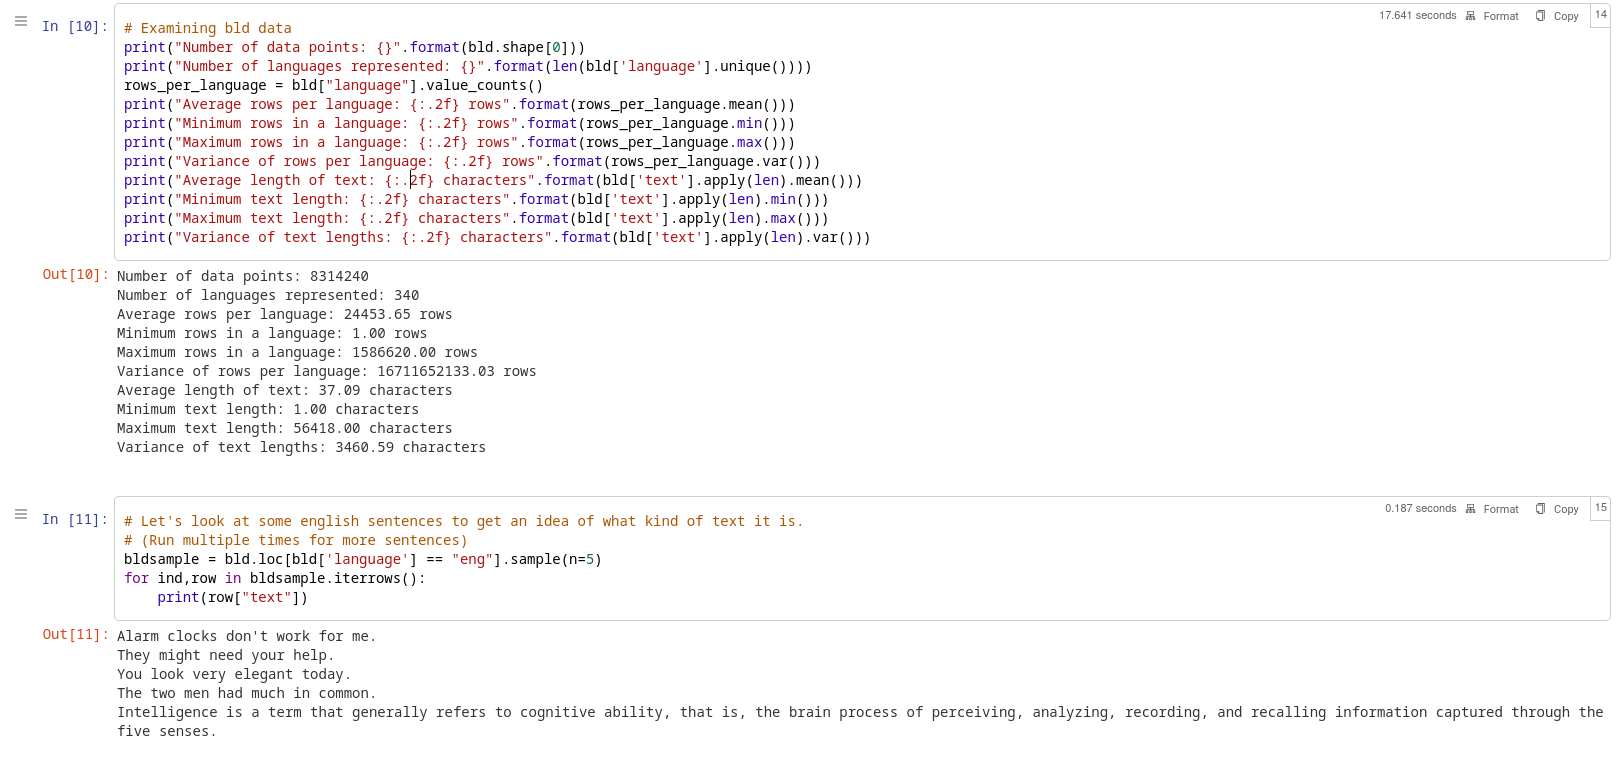 In [10]:
17.641 seconds Format Copy 14
# Examining bld data
print("Number of data points: {}".format(bld.shape[0]))
print("Number of languages represented: {}".format(len(bld['language'].unique())))
rows_per_language = bld["language"].value_counts()
print("Average rows per language: {:.2f} rows".format(rows_per_language.mean()))
print("Minimum rows in a language: {:.2f} rows".format(rows_per_language.min()))
print("Maximum rows in a language: {:.2f} rows".format(rows_per_language.max()))
print("Variance of rows per language: {:.2f} rows".format(rows_per_language.var()))
print("Average length of text: {:.2f} characters".format(bld['text'].apply(len).mean()))
print("Minimum text length: {:.2f} characters".format(bld['text'].apply(len).min()))
print("Maximum text length: {:.2f} characters".format(bld['text'].apply(len).max()))
print("Variance of text lengths: {:.2f} characters".format(bld['text'].apply(len).var()))
Out[10]:
Number of data points: 8314240
Number of languages represented: 340
Average rows per language: 24453.65 rows
Minimum rows in a language: 1.00 rows
Maximum rows in a language: 1586620.00 rows
Variance of rows per language: 16711652133.03 rows
Average length of text: 37.09 characters
Minimum text length: 1.00 characters
Maximum text length: 56418.00 characters
Variance of text lengths: 3460.59 characters
In [11]:
0.187 seconds Format Copy 15
# Let's look at some english sentences to get an idea of what kind of text it is.
# (Run multiple times for more sentences)
bldsample = bld.loc[bld['language'] == "eng"].sample(n=5)
for ind,row in bldsample.iterrows():
    print(row["text"])
Out[11]:
Alarm clocks don't work for me.
They might need your help.
You look very elegant today.
The two men had much in common.
Intelligence is a term that generally refers to cognitive ability, that is, the brain process of perceiving, analyzing, recording, and recalling information captured through the
five senses.